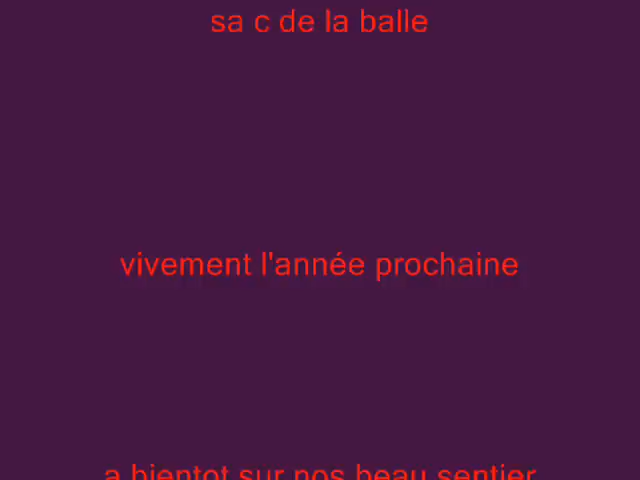 sa c de la balle
vivement l'année prochaine
a bientot sur nos beau sentier